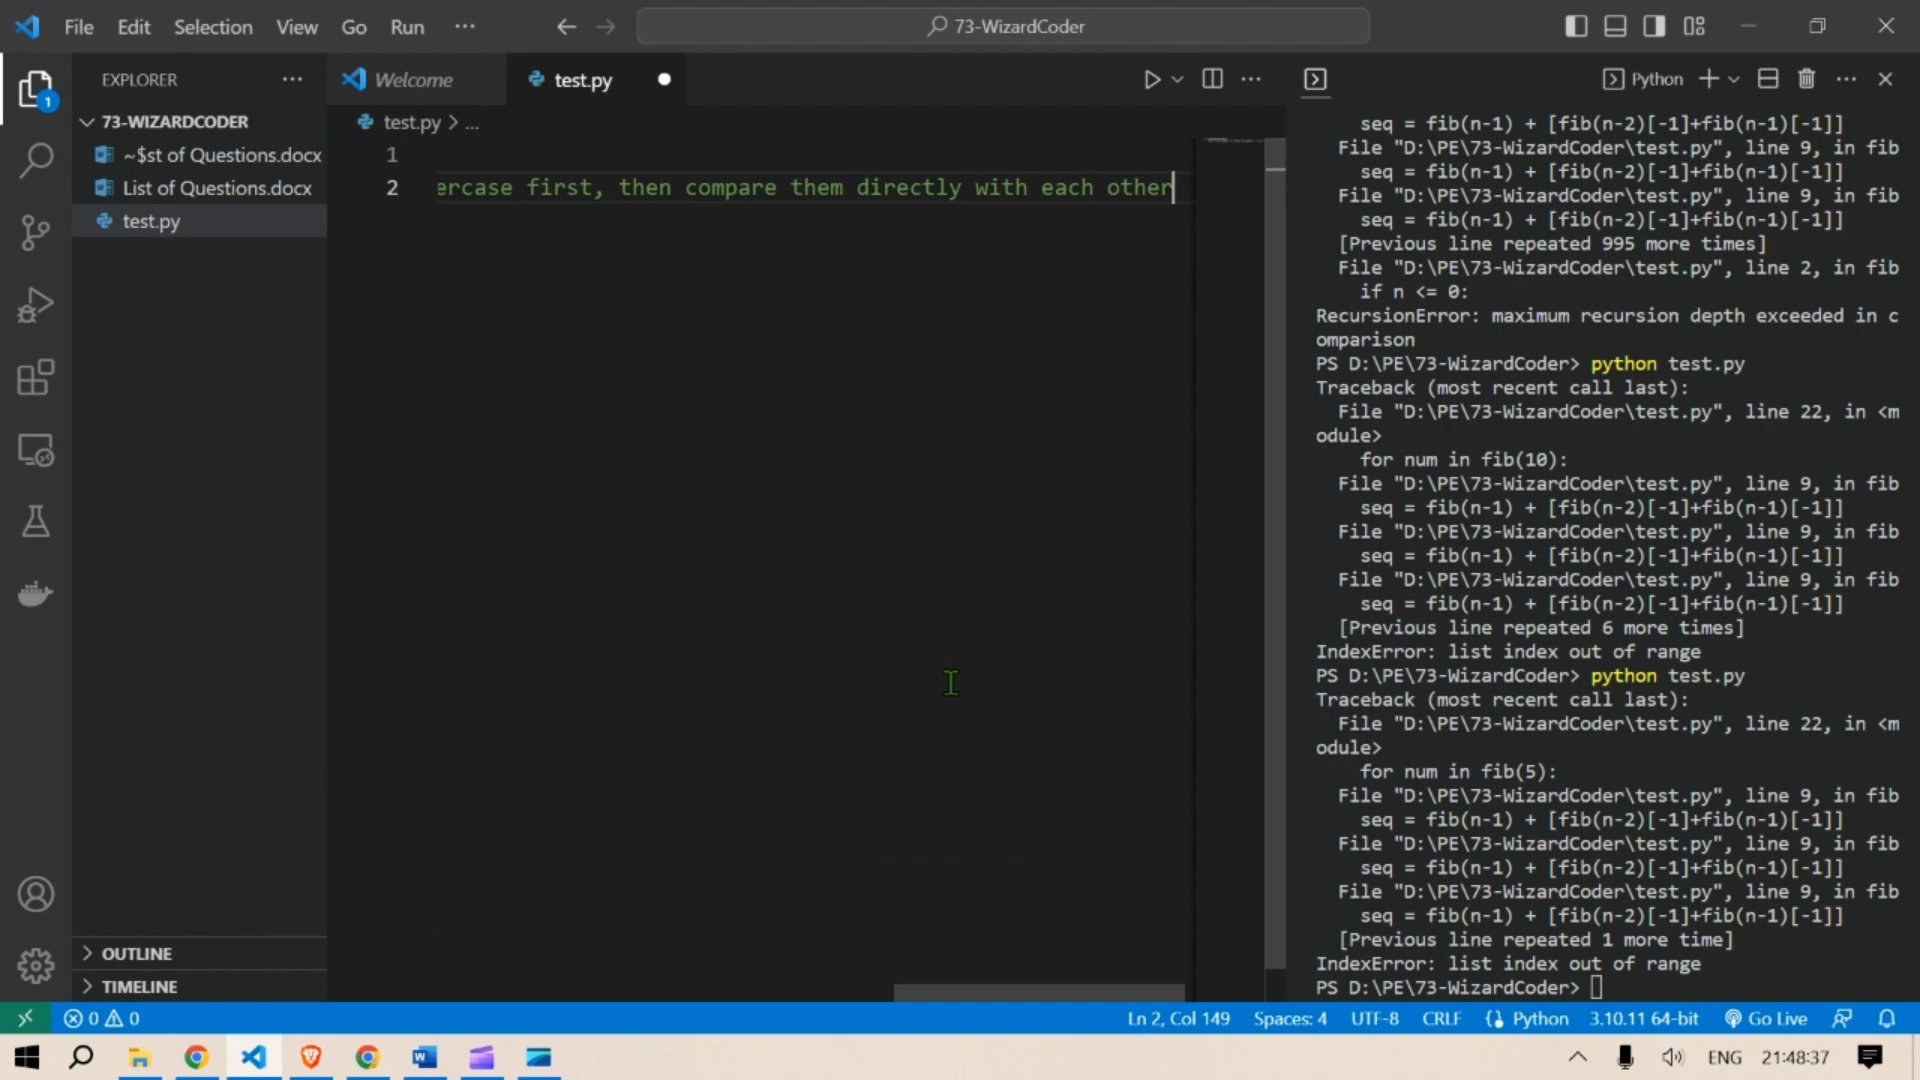 File Edit Selection View Go Run ···
73-WizardCoder
EXPLORER ···
1
73-WIZARDCODER
~$st of Questions.docx
List of Questions.docx
test.py
OUTLINE
TIMELINE
Welcome
test.py
test.py > ...
1
2 ercase first, then compare them directly with each other
Python
seq = fib(n-1) + [fib(n-2)[-1]+fib(n-1)[-1]]
File "D:\PE\73-WizardCoder\test.py", line 9, in fib
seq = fib(n-1) + [fib(n-2)[-1]+fib(n-1)[-1]]
File "D:\PE\73-WizardCoder\test.py", line 9, in fib
seq = fib(n-1) + [fib(n-2)[-1]+fib(n-1)[-1]]
[Previous line repeated 995 more times]
File "D:\PE\73-WizardCoder\test.py", line 2, in fib
if n <= 0:
RecursionError: maximum recursion depth exceeded in c
omparison
PS D:\PE\73-WizardCoder> python test.py
Traceback (most recent call last):
File "D:\PE\73-WizardCoder\test.py", line 22, in <m
odule>
for num in fib(10):
File "D:\PE\73-WizardCoder\test.py", line 9, in fib
seq = fib(n-1) + [fib(n-2)[-1]+fib(n-1)[-1]]
File "D:\PE\73-WizardCoder\test.py", line 9, in fib
seq = fib(n-1) + [fib(n-2)[-1]+fib(n-1)[-1]]
File "D:\PE\73-WizardCoder\test.py", line 9, in fib
seq = fib(n-1) + [fib(n-2)[-1]+fib(n-1)[-1]]
[Previous line repeated 6 more times]
IndexError: list index out of range
PS D:\PE\73-WizardCoder> python test.py
Traceback (most recent call last):
File "D:\PE\73-WizardCoder\test.py", line 22, in <m
odule>
for num in fib(5):
File "D:\PE\73-WizardCoder\test.py", line 9, in fib
seq = fib(n-1) + [fib(n-2)[-1]+fib(n-1)[-1]]
File "D:\PE\73-WizardCoder\test.py", line 9, in fib
seq = fib(n-1) + [fib(n-2)[-1]+fib(n-1)[-1]]
File "D:\PE\73-WizardCoder\test.py", line 9, in fib
seq = fib(n-1) + [fib(n-2)[-1]+fib(n-1)[-1]]
[Previous line repeated 1 more time]
IndexError: list index out of range
PS D:\PE\73-WizardCoder>
0 0 Ln 2, Col 149 Spaces: 4 UTF-8 CRLF Python 3.10.11 64-bit Go Live
ENG 21:48:37